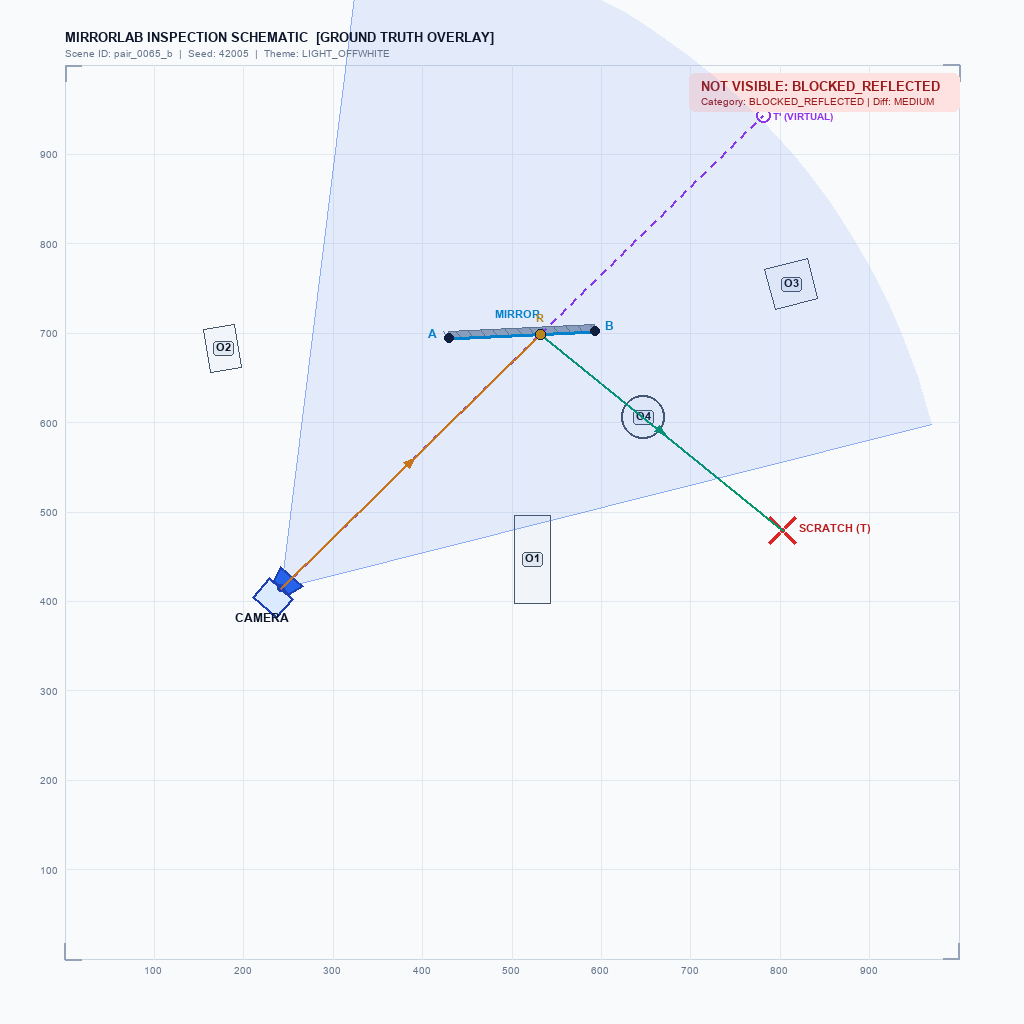 MIRRORLAB INSPECTION SCHEMATIC [GROUND TRUTH OVERLAY]
Scene ID: pair_0065_b | Seed: 42005 | Theme: LIGHT_OFFWHITE
NOT VISIBLE: BLOCKED_REFLECTED
Category: BLOCKED_REFLECTED | Diff: MEDIUM
T' (VIRTUAL)
900
800
O3
MIRROR
R
A
B
700
O2
600
O4
500
SCRATCH (T)
O1
400
CAMERA
300
200
100
100 200 300 400 500 600 700 800 900